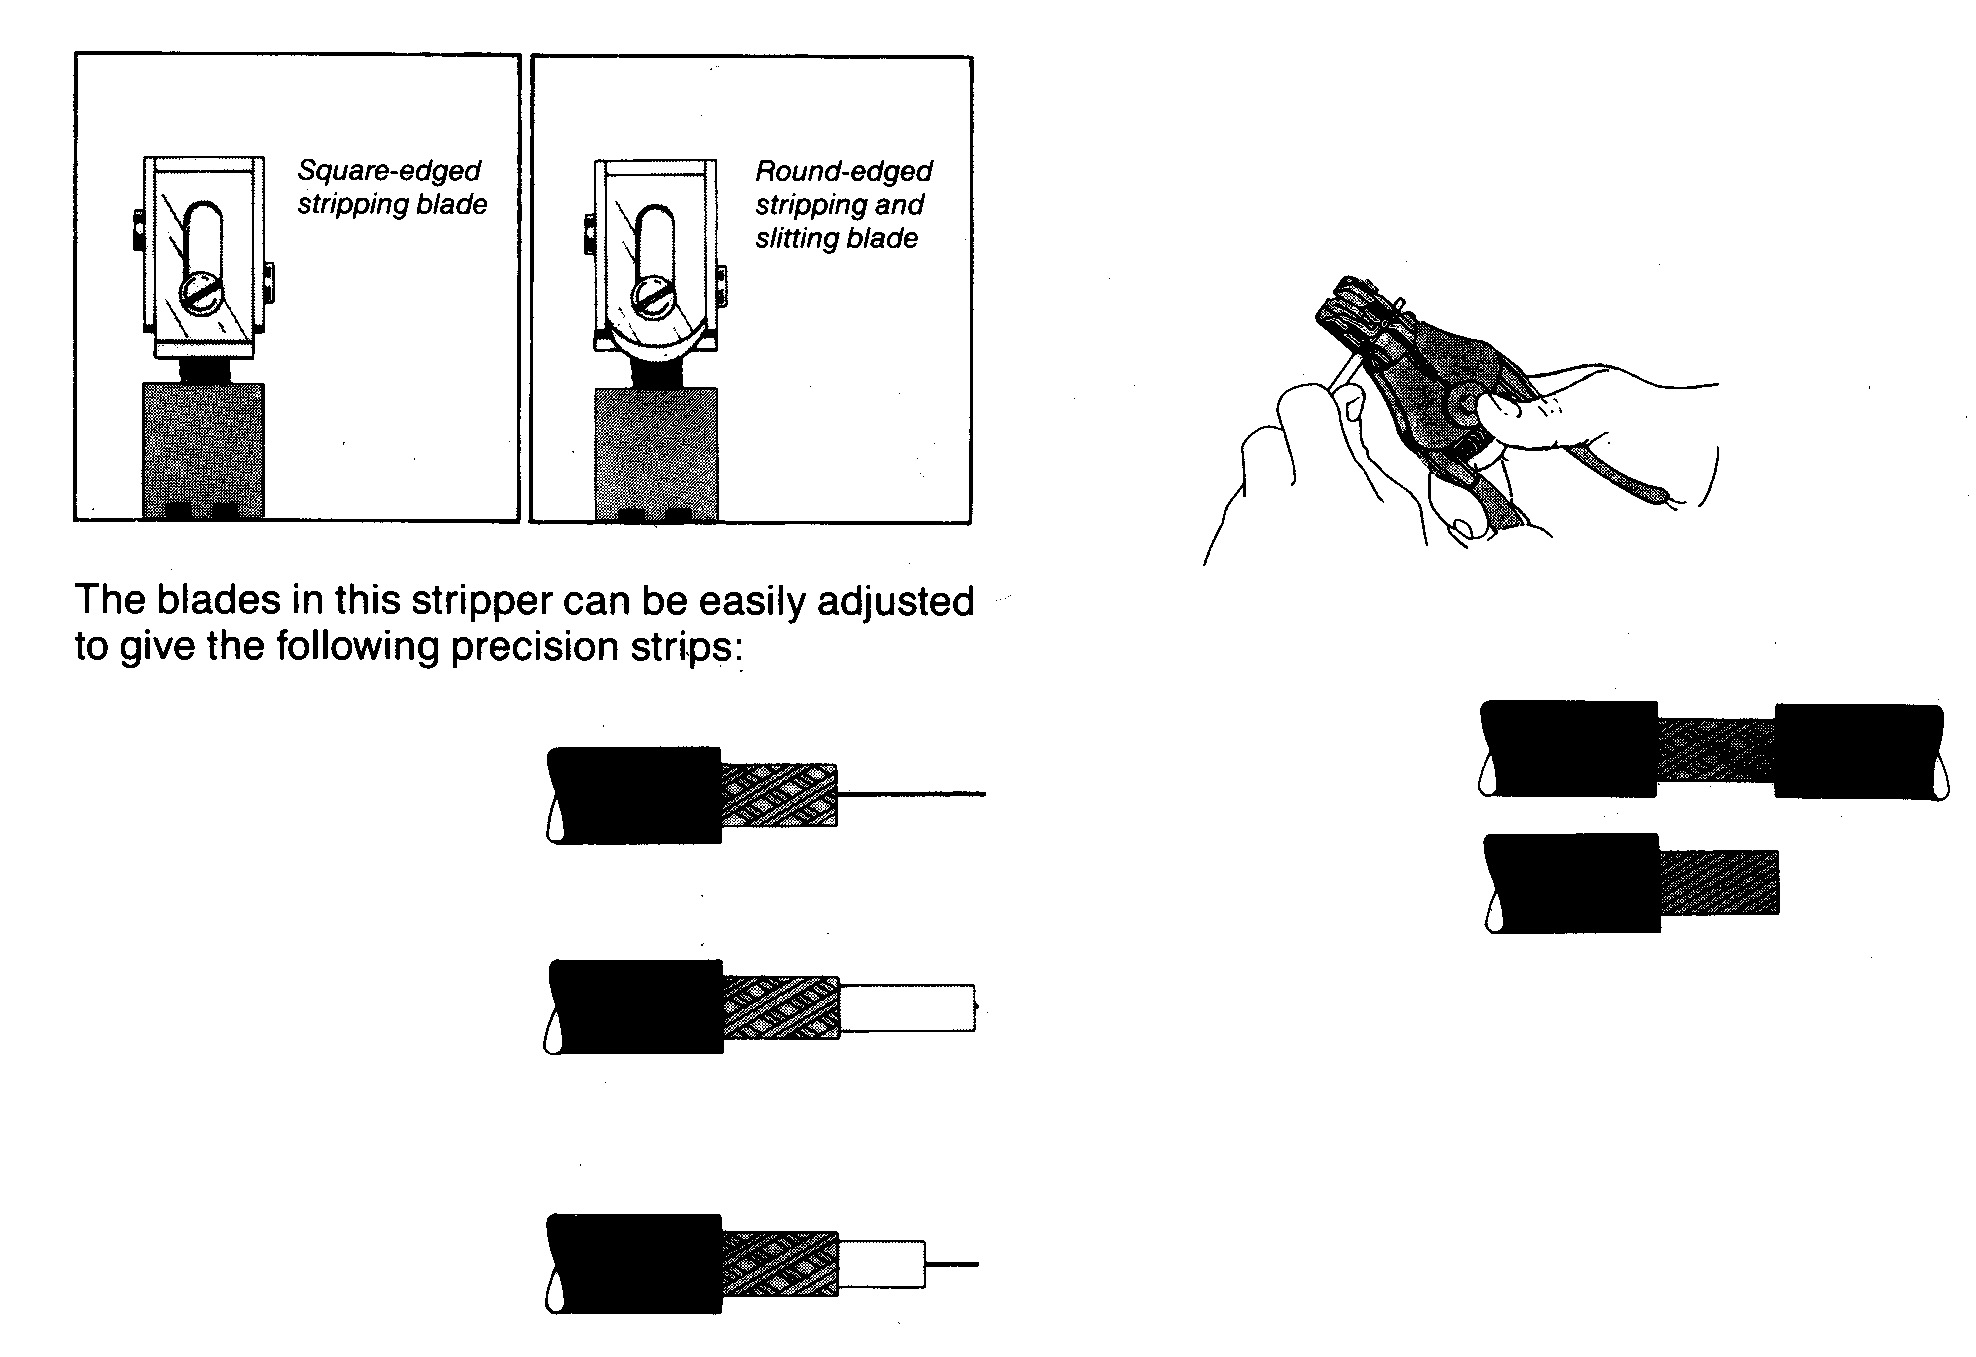 Square-edged
stripping blade
Round-edged
stripping and
slitting blade
The blades in this stripper can be easily adjusted
to give the following precision strips: